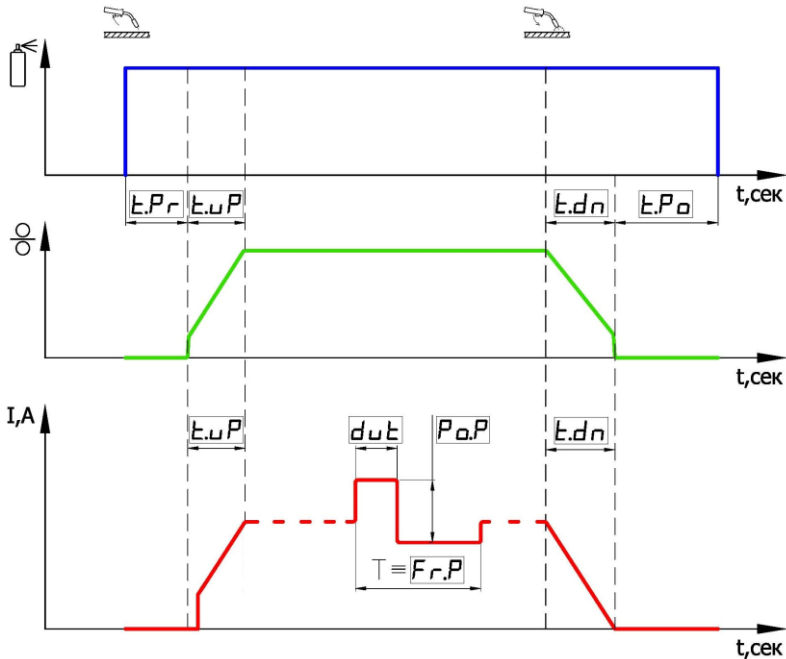 t,сек
t.Pr t.uP t.dn t.Po
t,сек
I,A
t.uP dut Po.P t.dn
T ≡ Fr.P
t,сек